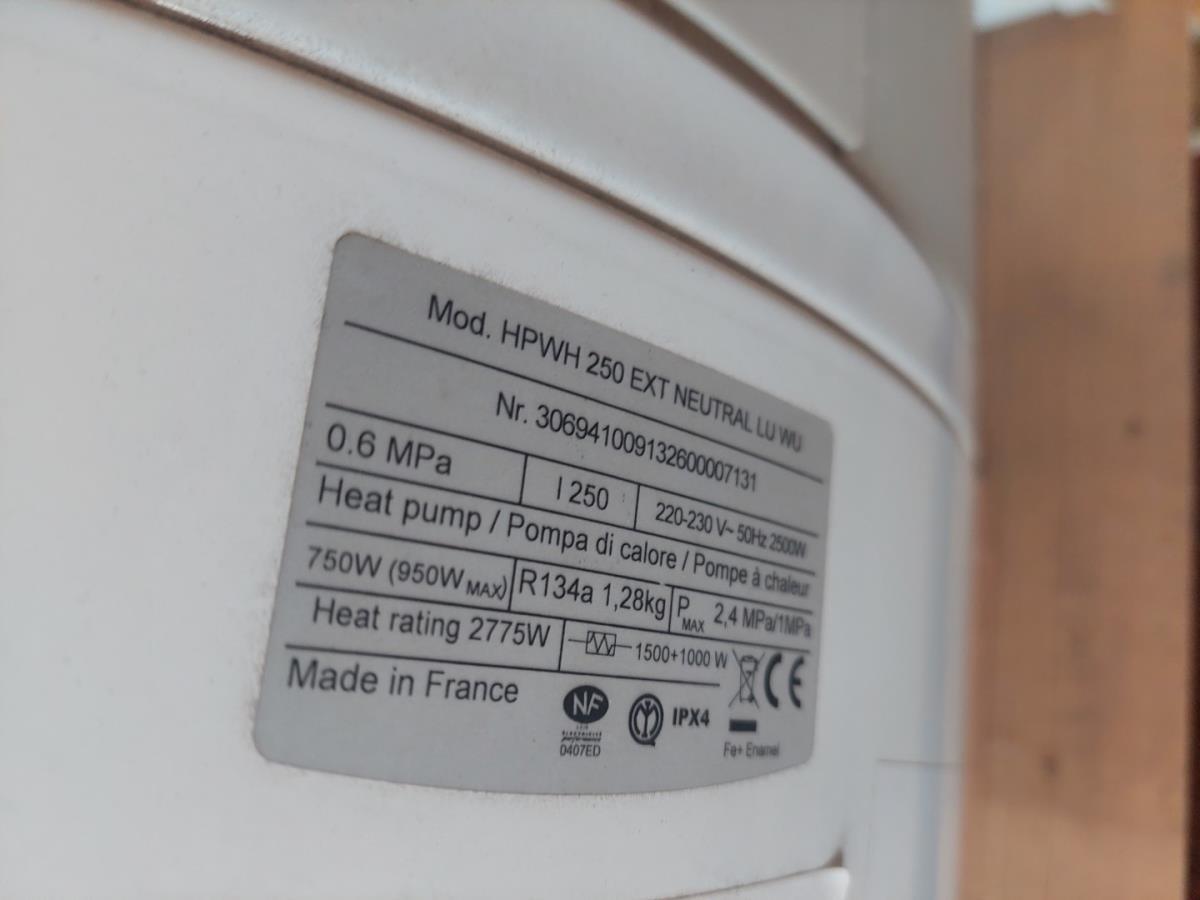 Mod. HPWH 250 EXT NEUTRAL LU WU
Nr. 306941009132600007131
0.6 MPa l 250 220-230 V~ 50Hz 2500W
Heat pump / Pompa di calore / Pompe à chaleur
750W (950W MAX) R134a 1,28kg P MAX 2,4 MPa/1MPa
Heat rating 2775W 1500+1000 W
Made in France NF IPX4 CE
0407ED Fe+ Enamel